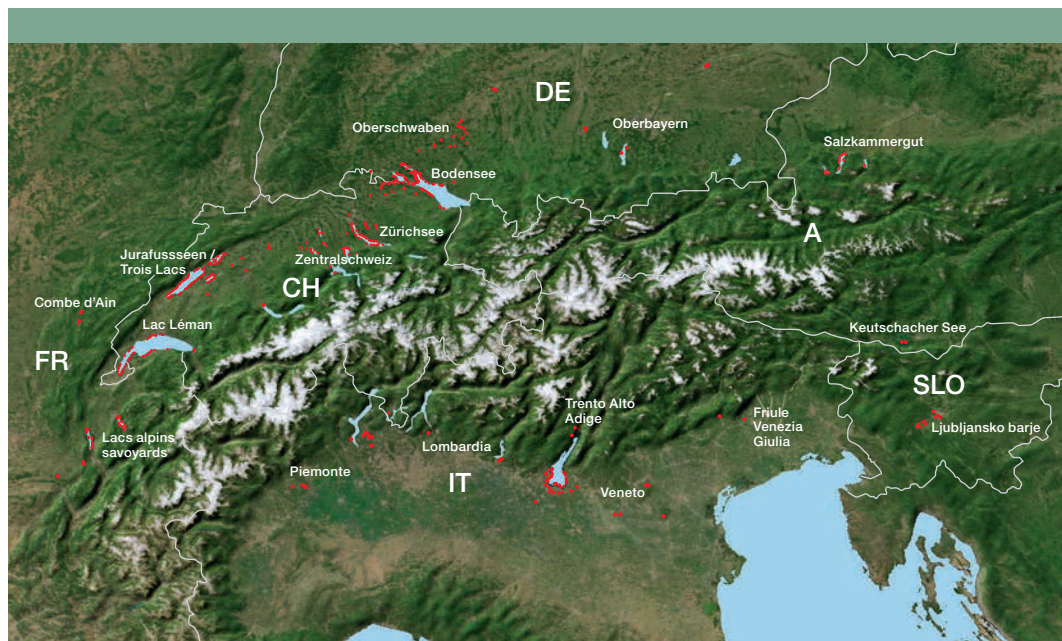 DE
Oberschwaben
Oberbayern
Salzkammergut
Bodensee
A
Zürichsee
Jurafussseen /
Trois Lacs
Zentralschweiz
CH
Combe d'Ain
Lac Léman
Keutschacher See
FR
SLO
Trento Alto
Adige
Friule
Venezia
Giulia
Ljubljansko barje
Lacs alpins
savoyards
Lombardia
Piemonte
IT
Veneto